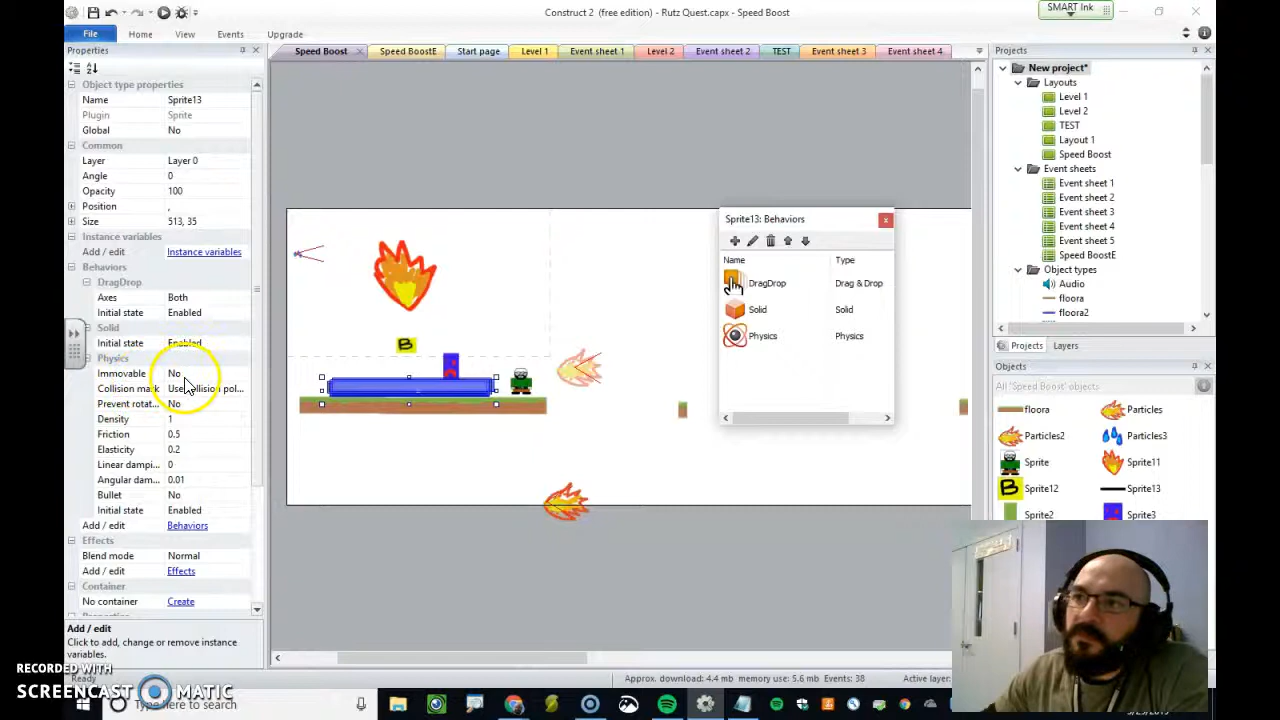 Construct 2 (free edition) - Rutz Quest.capx - Speed Boost
SMART Ink
File Home View Events Upgrade
Properties
Speed Boost Speed BoostE Start page Level 1 Event sheet 1 Level 2 Event sheet 2 TEST Event sheet 3 Event sheet 4
Projects
Object type properties
Name Sprite13
Plugin Sprite
Global No
Common
Layer Layer 0
Angle 0
Opacity 100
Position ,
Size 513, 35
Instance variables
Add / edit Instance variables
Behaviors
DragDrop
Axes Both
Initial state Enabled
Solid
Initial state Enabled
Physics
Immovable No
Collision mask Use collision pol...
Prevent rotat... No
Density 1
Friction 0.5
Elasticity 0.2
Linear dampi... 0
Angular dam... 0.01
Bullet No
Initial state Enabled
Add / edit Behaviors
Effects
Blend mode Normal
Add / edit Effects
Container
No container Create
Properties
Add / edit
Click to add, change or remove instance variables.
B
Sprite13: Behaviors
Name Type
DragDrop Drag & Drop
Solid Solid
Physics Physics
New project*
Layouts
Level 1
Level 2
TEST
Layout 1
Speed Boost
Event sheets
Event sheet 1
Event sheet 2
Event sheet 3
Event sheet 4
Event sheet 5
Speed BoostE
Object types
Audio
floora
floora2
Projects Layers
Objects
All 'Speed Boost' objects
floora Particles
Particles2 Particles3
Sprite Sprite11
B Sprite12 Sprite13
Sprite2 Sprite3
Ready
Approx. download: 4.4 mb memory use: 5.6 mb Events: 38 Active layer:
RECORDED WITH
SCREENCAST MATIC
Type here to search